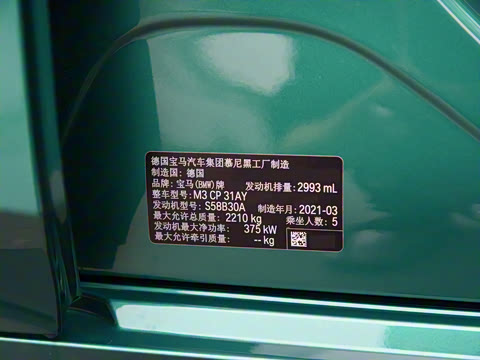 德国宝马汽车集团慕尼黑工厂制造
制造国: 德国
品牌: 宝马(BMW)牌 发动机排量: 2993 mL
整车型号: M3 CP 31AY
发动机型号: S58B30A 制造年月: 2021-03
最大允许总质量: 2210 kg 乘坐人数: 5
发动机最大净功率: 375 kW
最大允许牵引质量: -- kg